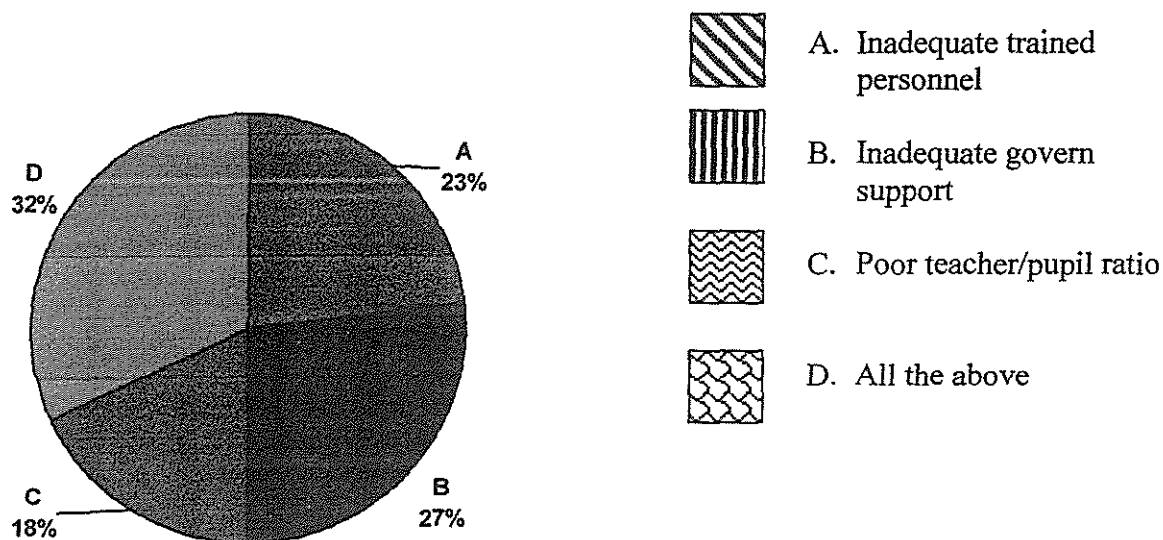 A
23%
D
32%
C
18%
B
27%
A. Inadequate trained
personnel
B. Inadequate govern
support
C. Poor teacher/pupil ratio
D. All the above